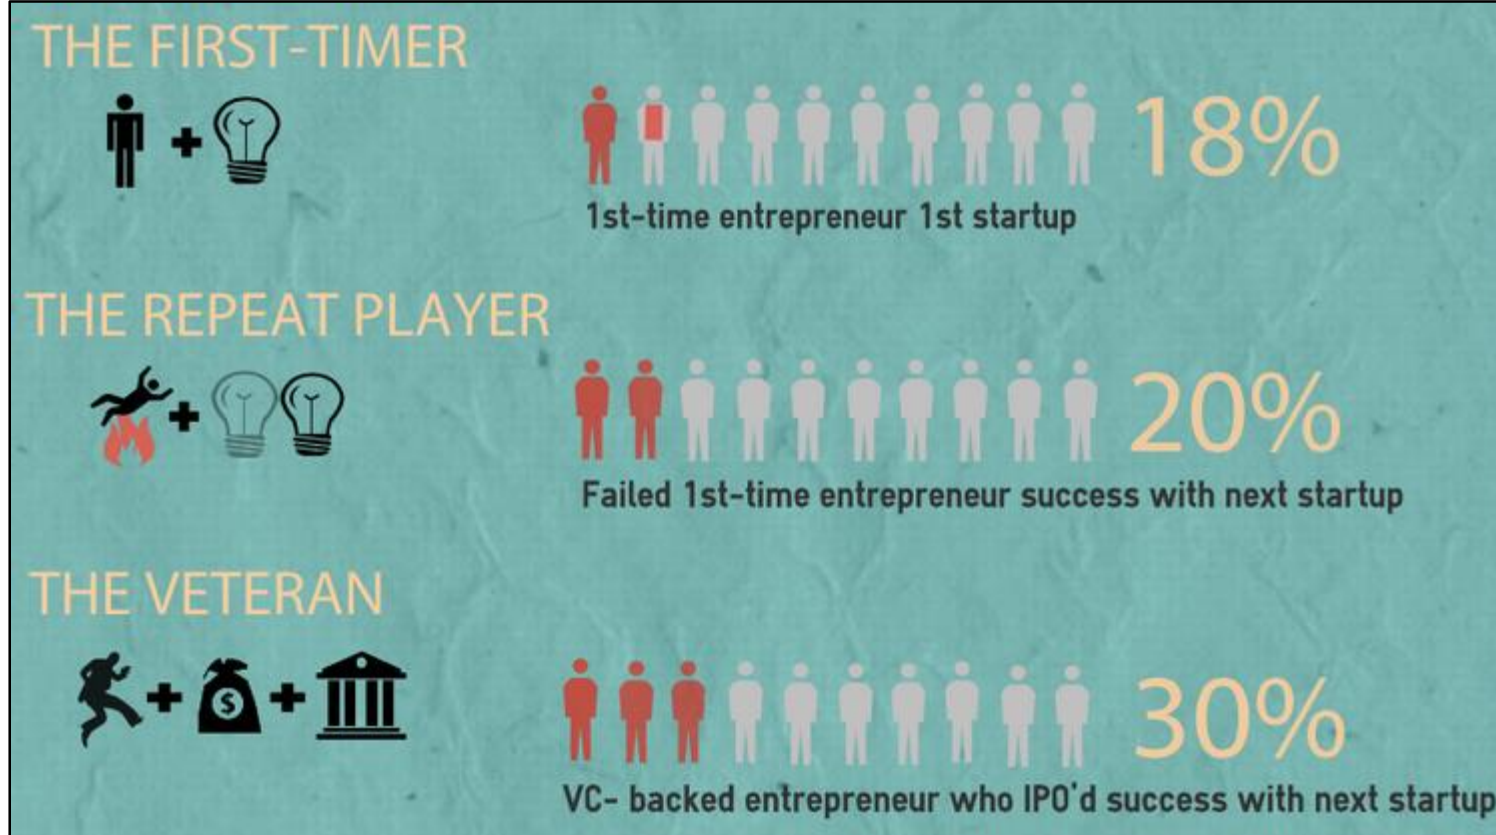 THE FIRST-TIMER
18%
1st-time entrepreneur 1st startup
THE REPEAT PLAYER
20%
Failed 1st-time entrepreneur success with next startup
THE VETERAN
$
30%
VC- backed entrepreneur who IPO'd success with next startup